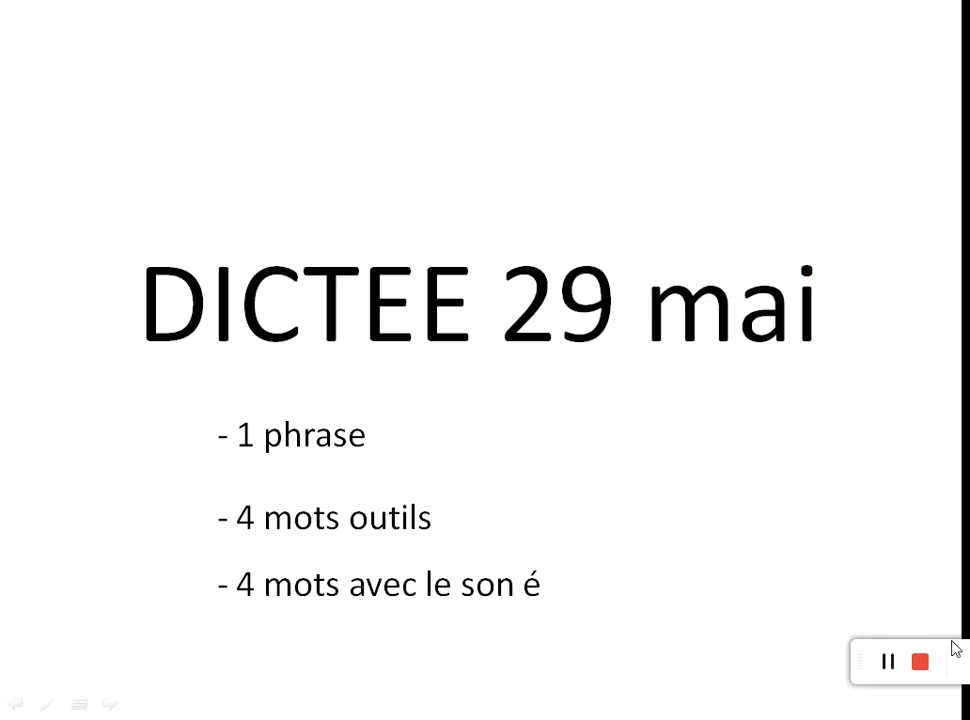 DICTEE 29 mai
- 1 phrase
- 4 mots outils
- 4 mots avec le son é